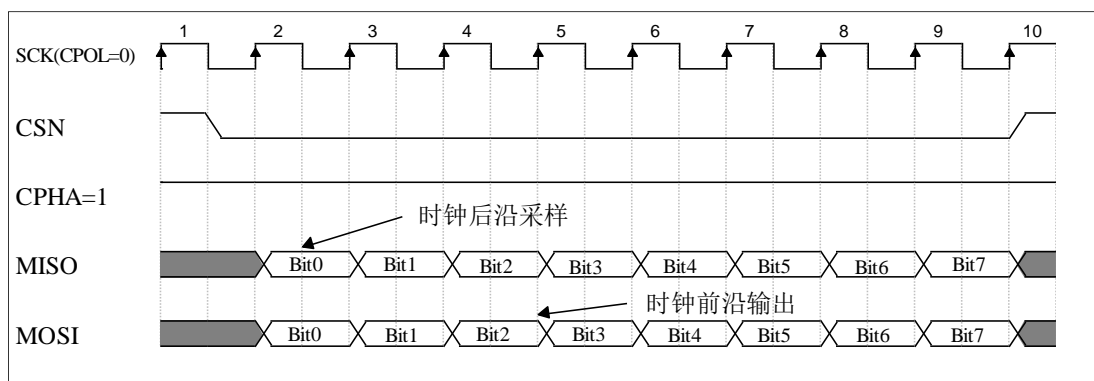 1 2 3 4 5 6 7 8 9 10
SCK(CPOL=0)
CSN
CPHA=1
时钟后沿采样
MISO Bit0 Bit1 Bit2 Bit3 Bit4 Bit5 Bit6 Bit7
时钟前沿输出
MOSI Bit0 Bit1 Bit2 Bit3 Bit4 Bit5 Bit6 Bit7